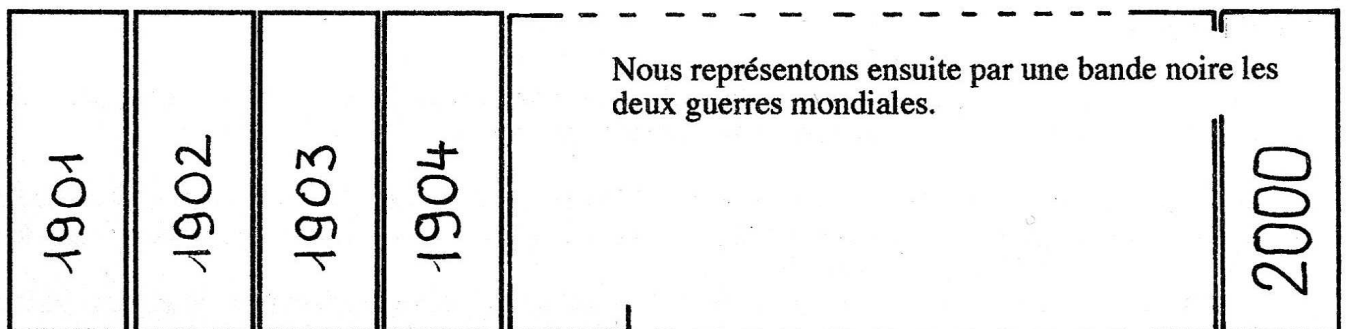 1901
1902
1903
1904
Nous représentons ensuite par une bande noire les
deux guerres mondiales.
2000